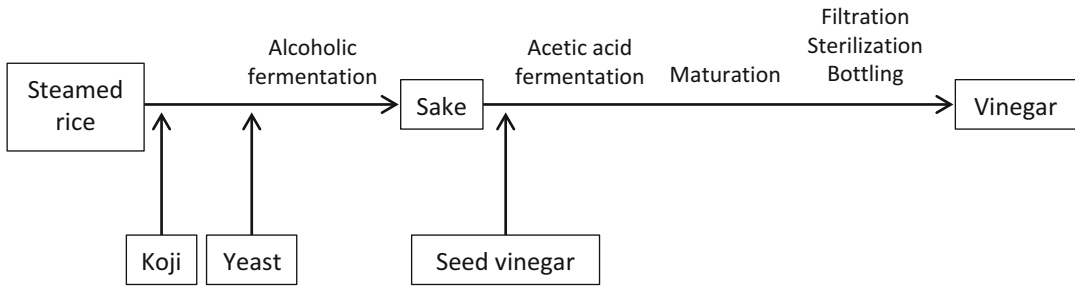 Steamed
rice
Alcoholic
fermentation
Sake
Acetic acid
fermentation
Maturation
Filtration
Sterilization
Bottling
Vinegar
Koji
Yeast
Seed vinegar